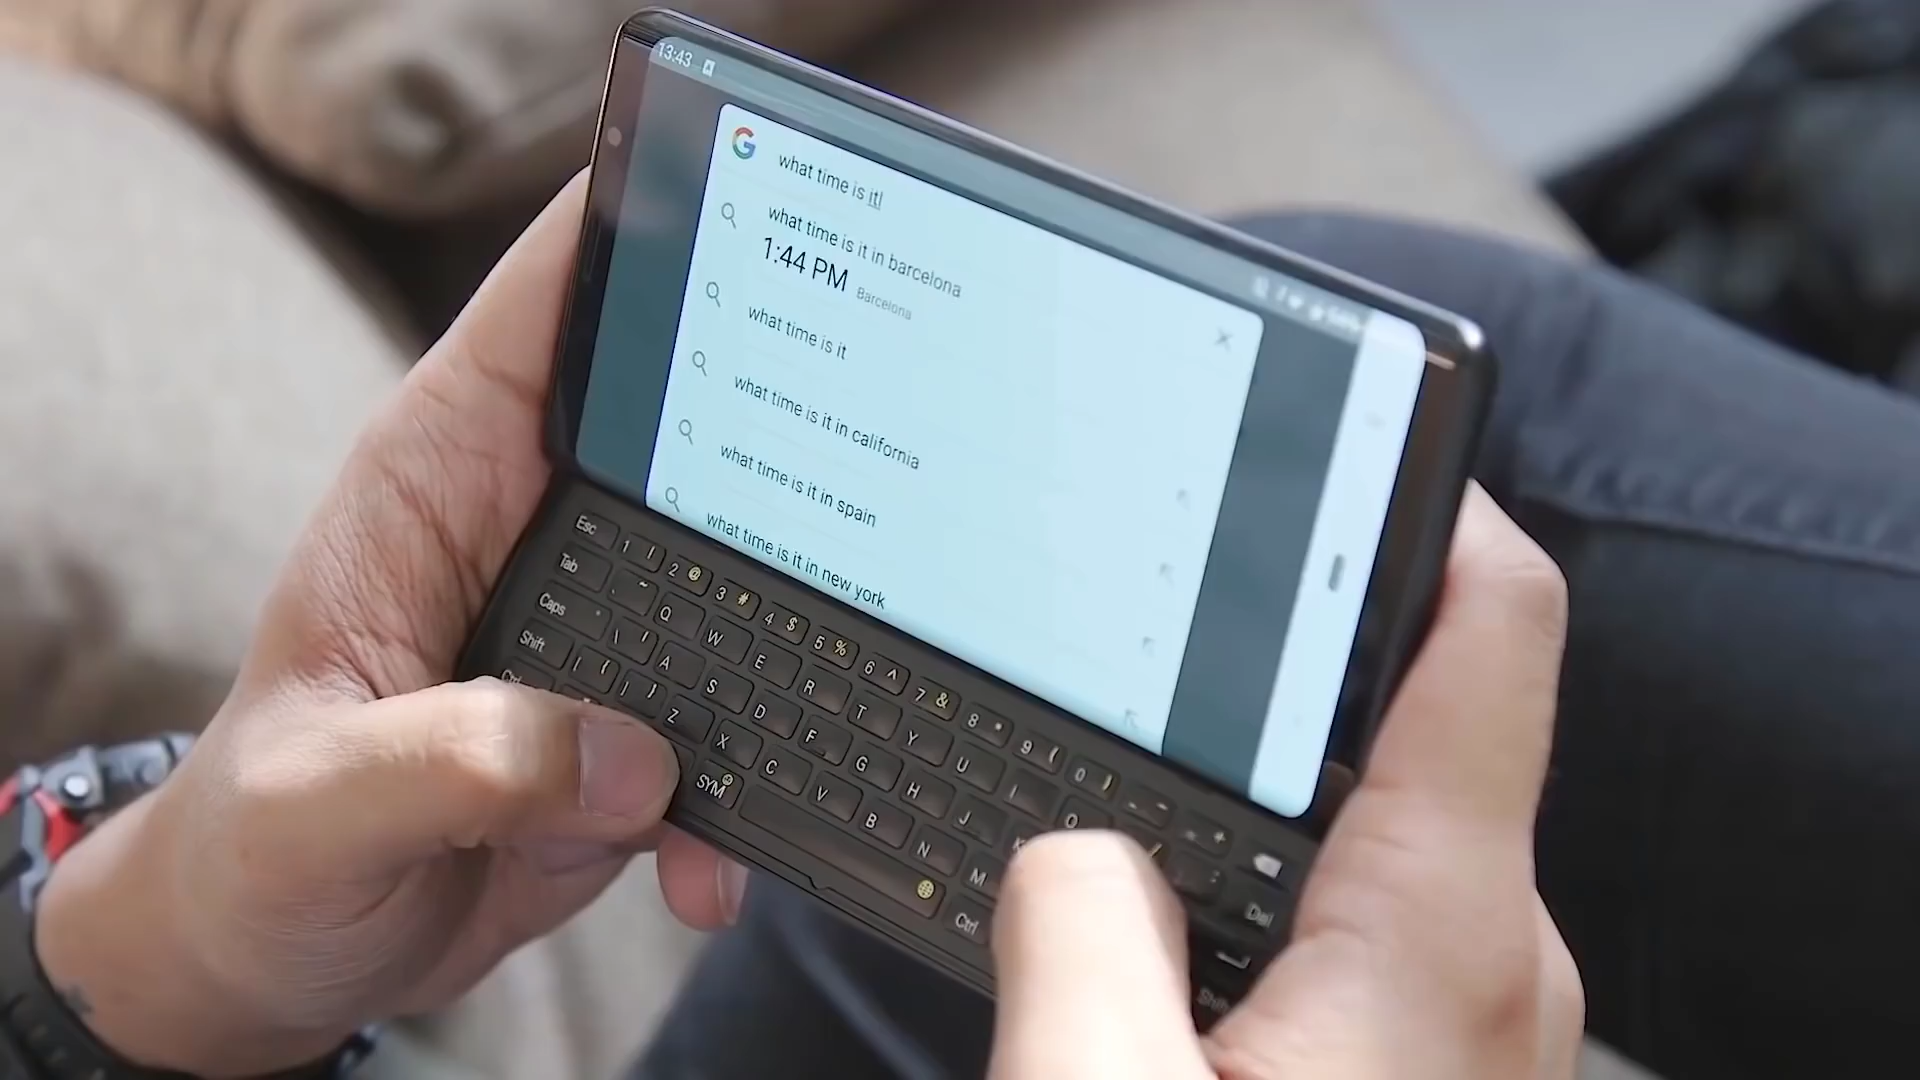 13:43
G what time is it
what time is it in barcelona
1:44 PM Barcelona
what time is it
what time is it in california
what time is it in spain
what time is it in new york
Esc 1 ! 2 @ 3 # 4 $ 5 % 6 ^ 7 & 8 * 9 ( 0 ) - _ = +
Tab ` ~ Q W E R T Y U I O
Caps \ ' A S D F G H J K Del
Shift [ { ] } Z X C V B N M
Ctrl SYM Ctrl Shift